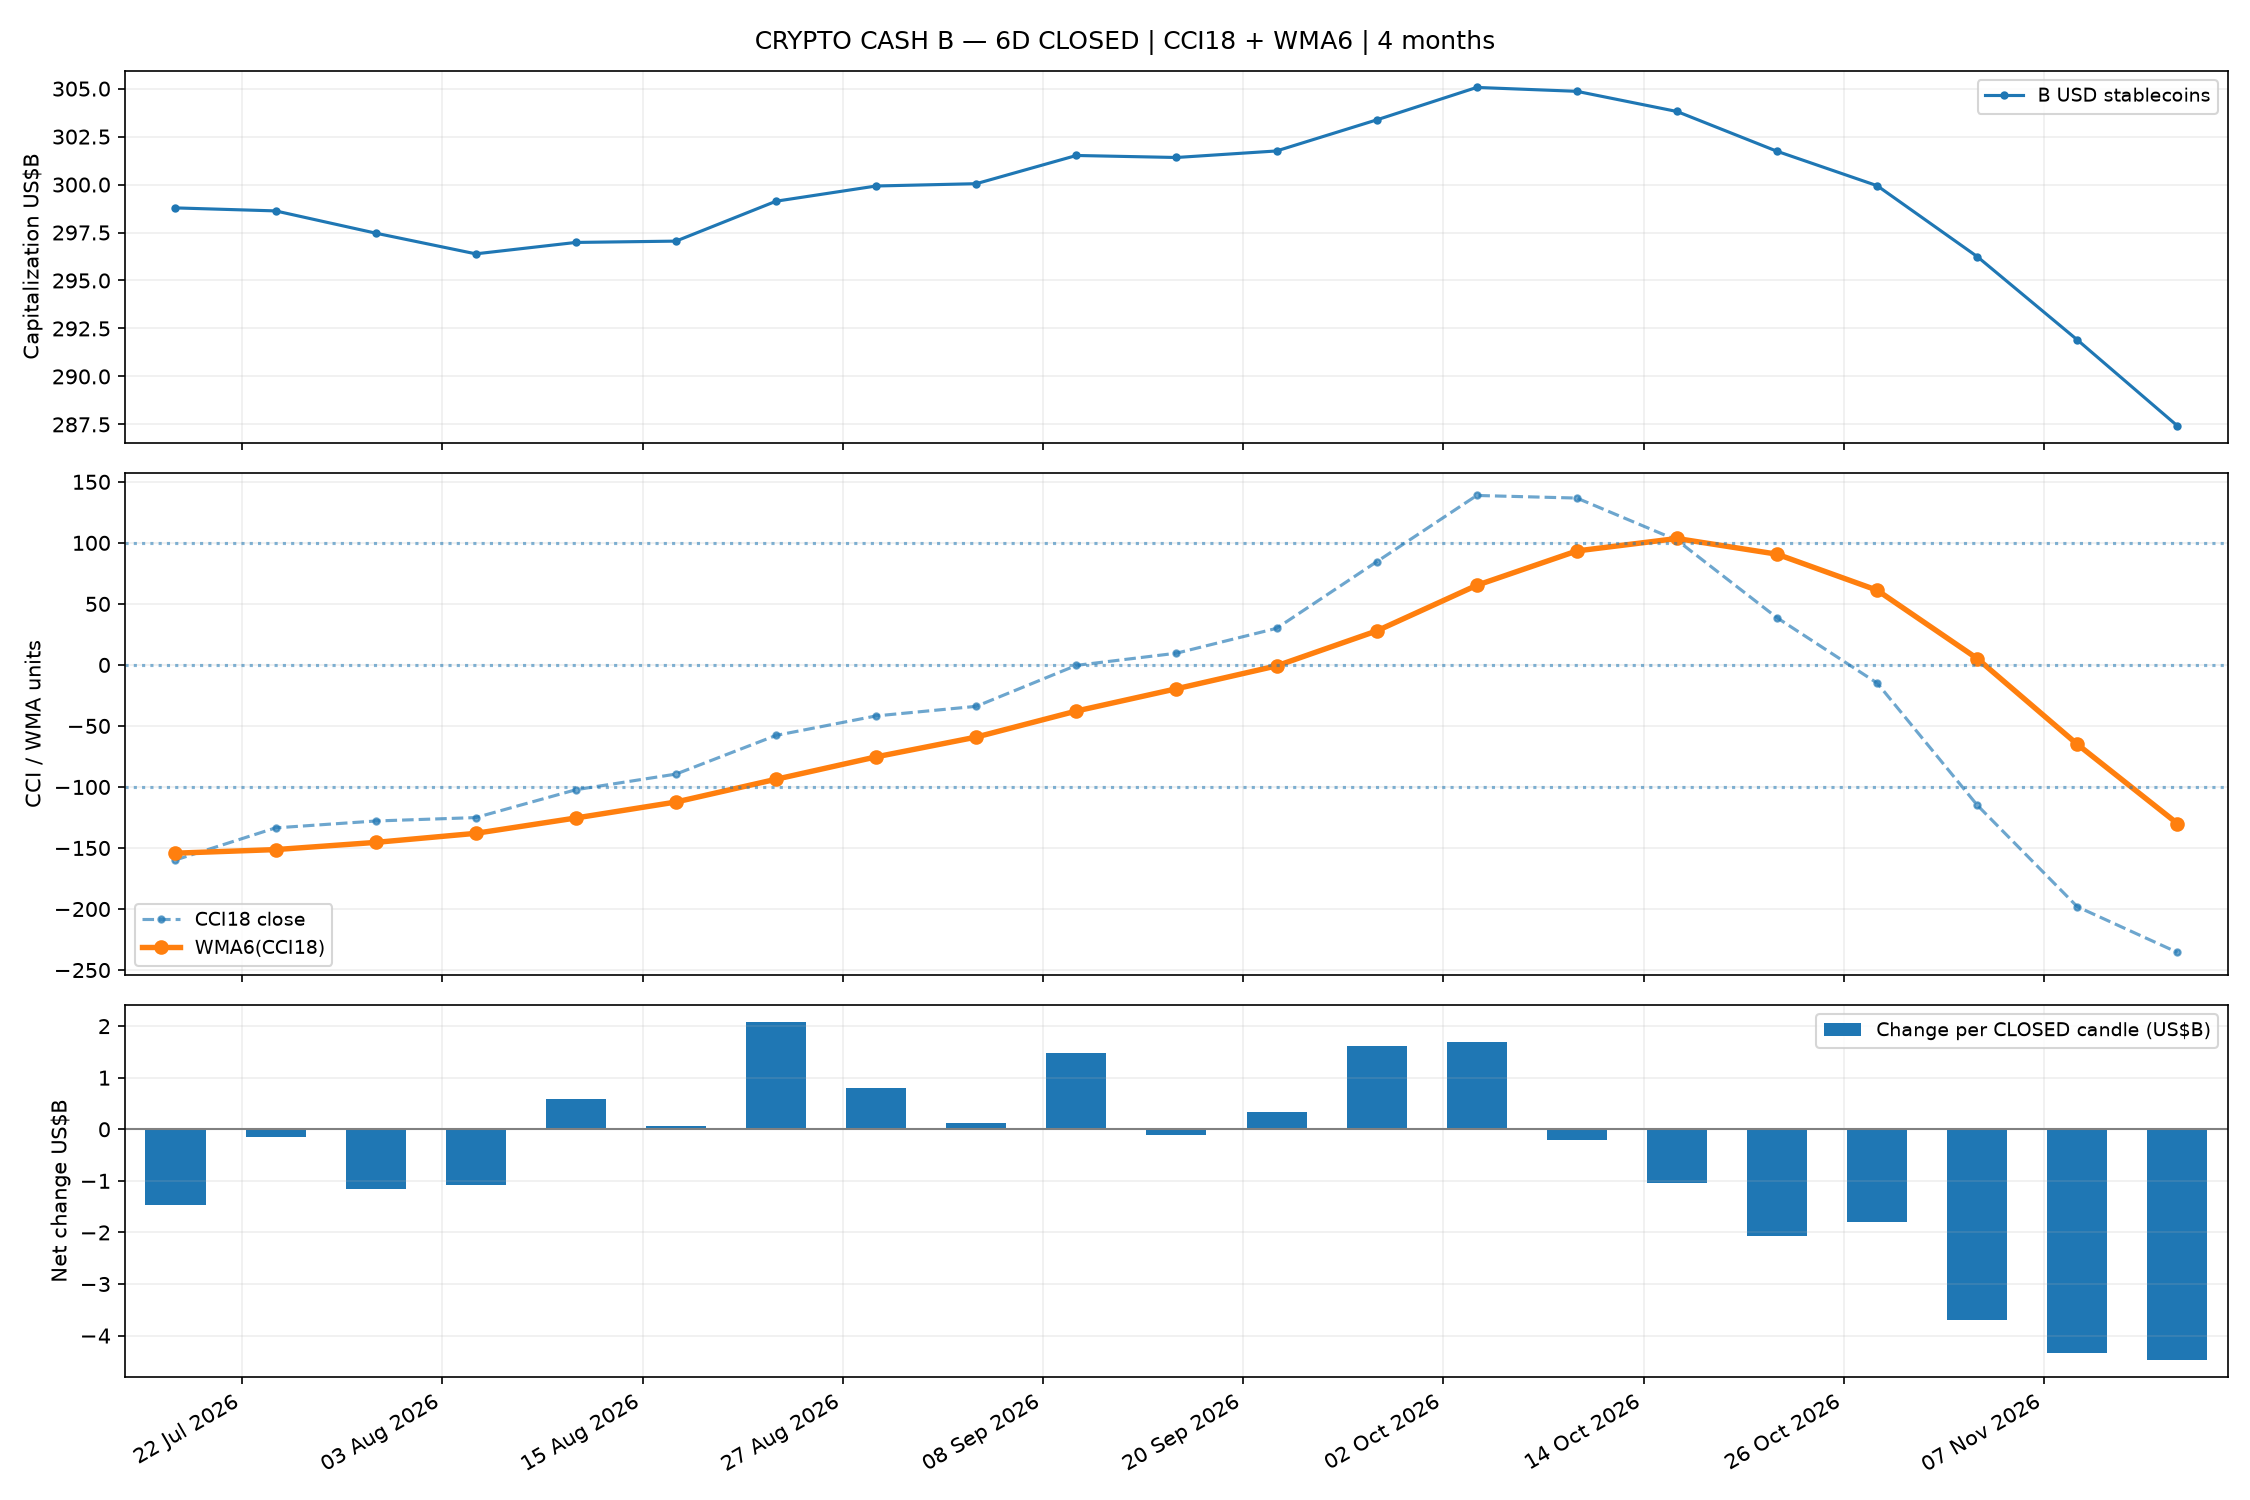 CRYPTO CASH B — 6D CLOSED | CCI18 + WMA6 | 4 months
Capitalization US$B
305.0
302.5
300.0
297.5
295.0
292.5
290.0
287.5
B USD stablecoins
CCI / WMA units
150
100
50
0
−50
−100
−150
−200
−250
CCI18 close
WMA6(CCI18)
Net change US$B
2
1
0
−1
−2
−3
−4
Change per CLOSED candle (US$B)
22 Jul 2026
03 Aug 2026
15 Aug 2026
27 Aug 2026
08 Sep 2026
20 Sep 2026
02 Oct 2026
14 Oct 2026
26 Oct 2026
07 Nov 2026